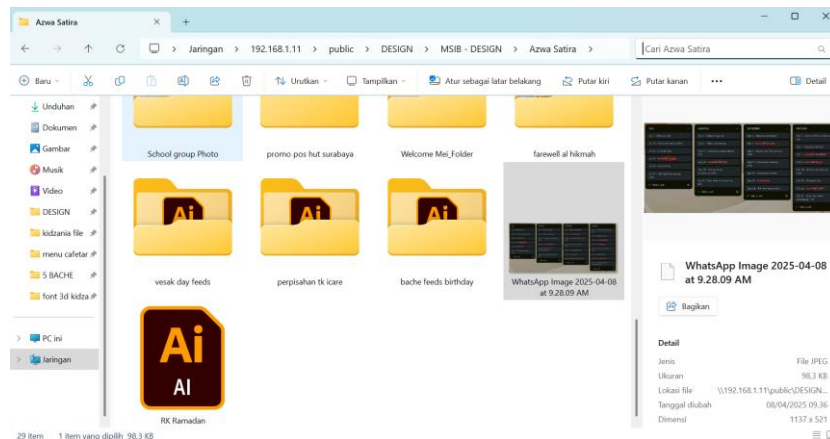 Azwa Satira
Jaringan > 192.168.1.11 > public > DESIGN > MSIB - DESIGN > Azwa Satira >
Cari Azwa Satira
Baru
Urutkan
Tampilkan
Atur sebagai latar belakang
Putar kiri
Putar kanan
Detail
Unduhan
Dokumen
Gambar
Musik
Video
DESIGN
kidzania file
menu cafetar
5 BACHE
font 3d kidza
PC ini
Jaringan
School group Photo
promo pos hut surabaya
Welcome Mei_Folder
farewell al hikmah
Ai
Ai
Ai
vesak day feeds
perpisahan tk icare
bache feeds birthday
WhatsApp Image 2025-04-08
at 9.28.09 AM
Ai
AI
RK Ramadan
WhatsApp Image 2025-04-08
at 9.28.09 AM
Bagikan
Detail
Jenis File JPEG
Ukuran 98,3 KB
Lokasi file \\192.168.1.11\public\DESIGN...
Tanggal diubah 08/04/2025 09.36
Dimensi 1137 x 521
29 item 1 item yang dipilih 98.3 KB